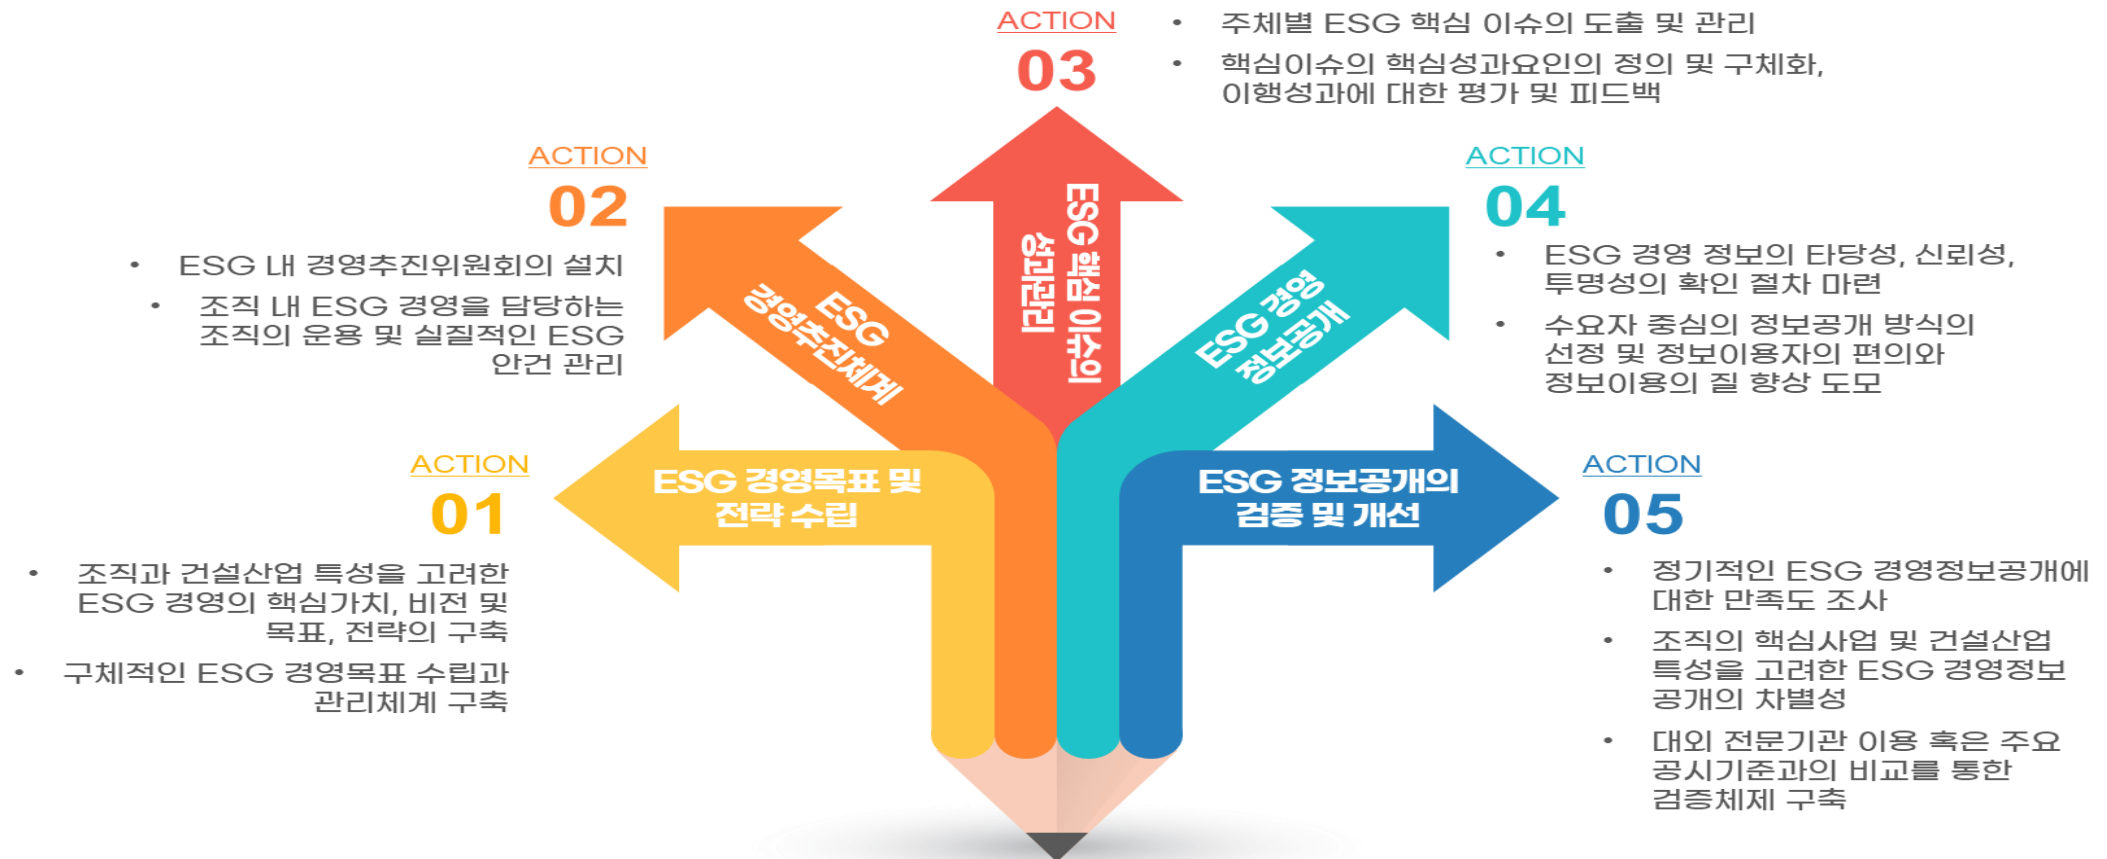 ACTION
03
• 주체별 ESG 핵심 이슈의 도출 및 관리
• 핵심이슈의 핵심성과요인의 정의 및 구체화,
이행성과에 대한 평가 및 피드백
ESG 핵심 이슈의
성과관리
ACTION
02
• ESG 내 경영추진위원회의 설치
• 조직 내 ESG 경영을 담당하는
조직의 운용 및 실질적인 ESG
안건 관리
ESG
경영추진체계
ACTION
04
• ESG 경영 정보의 타당성, 신뢰성,
투명성의 확인 절차 마련
• 수요자 중심의 정보공개 방식의
선정 및 정보이용자의 편의와
정보이용의 질 향상 도모
ESG 경영
정보공개
ACTION
01
• 조직과 건설산업 특성을 고려한
ESG 경영의 핵심가치, 비전 및
목표, 전략의 구축
• 구체적인 ESG 경영목표 수립과
관리체계 구축
ESG 경영목표 및
전략 수립
ESG 정보공개의
검증 및 개선
ACTION
05
• 정기적인 ESG 경영정보공개에
대한 만족도 조사
• 조직의 핵심사업 및 건설산업
특성을 고려한 ESG 경영정보
공개의 차별성
• 대외 전문기관 이용 혹은 주요
공시기준과의 비교를 통한
검증체제 구축